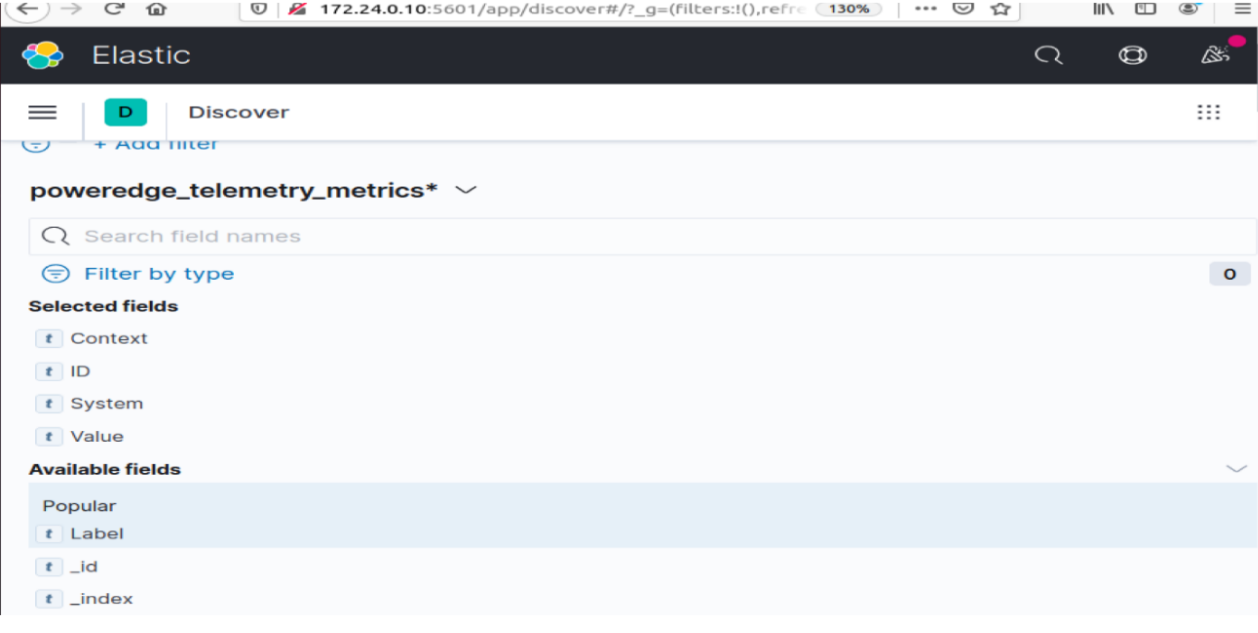 172.24.0.10:5601/app/discover#/?_g=(filters:!(),refre 130%
Elastic
D Discover
+ Add filter
poweredge_telemetry_metrics*
Search field names
Filter by type 0
Selected fields
t Context
t ID
t System
t Value
Available fields
Popular
t Label
t _id
t _index